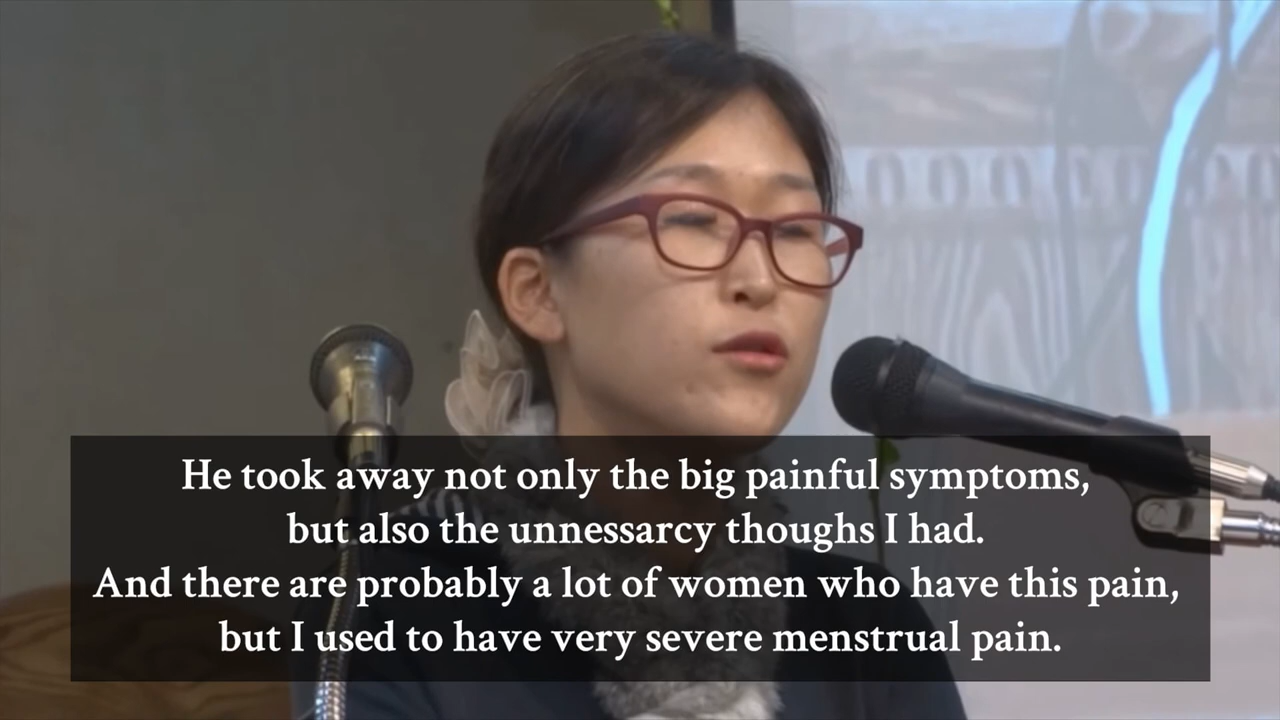 He took away not only the big painful symptoms,
but also the unnessarcy thoughs I had.
And there are probably a lot of women who have this pain,
but I used to have very severe menstrual pain.